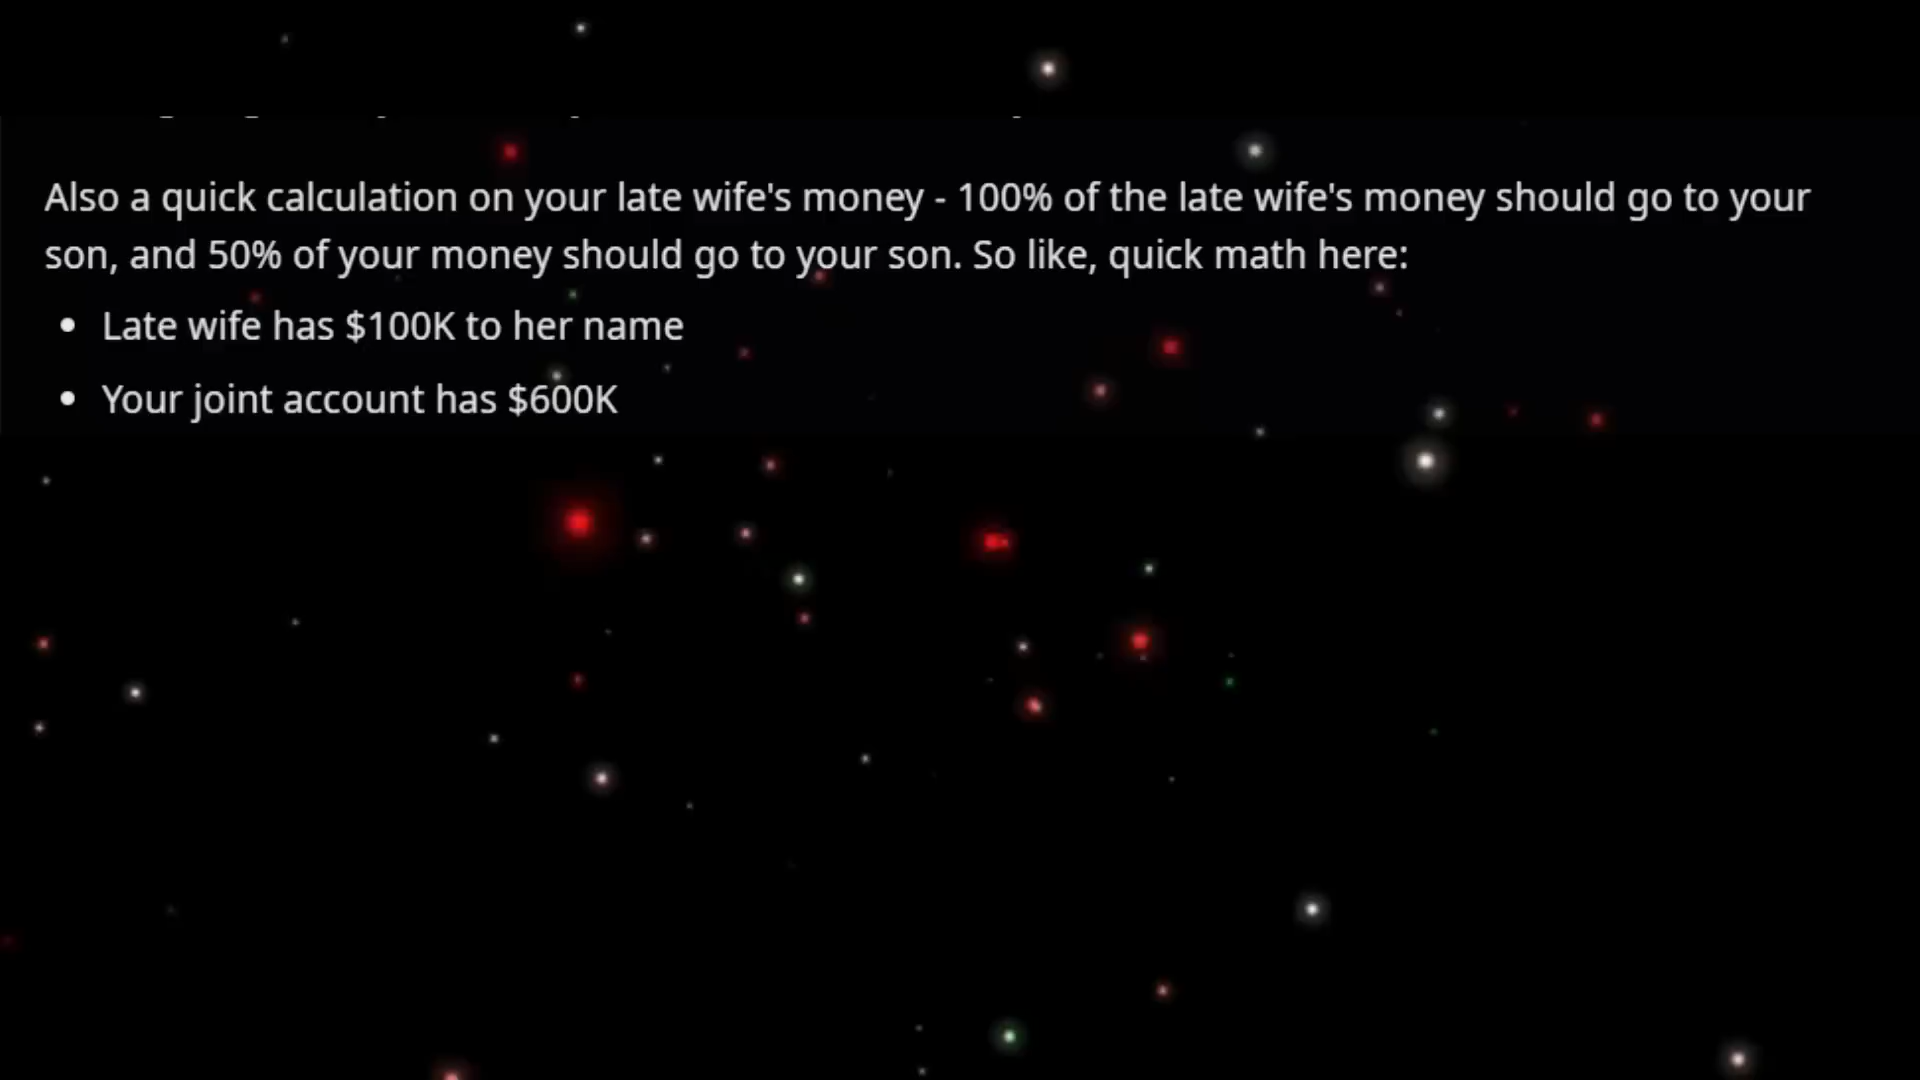 Also a quick calculation on your late wife's money - 100% of the late wife's money should go to your
son, and 50% of your money should go to your son. So like, quick math here:
• Late wife has $100K to her name
• Your joint account has $600K